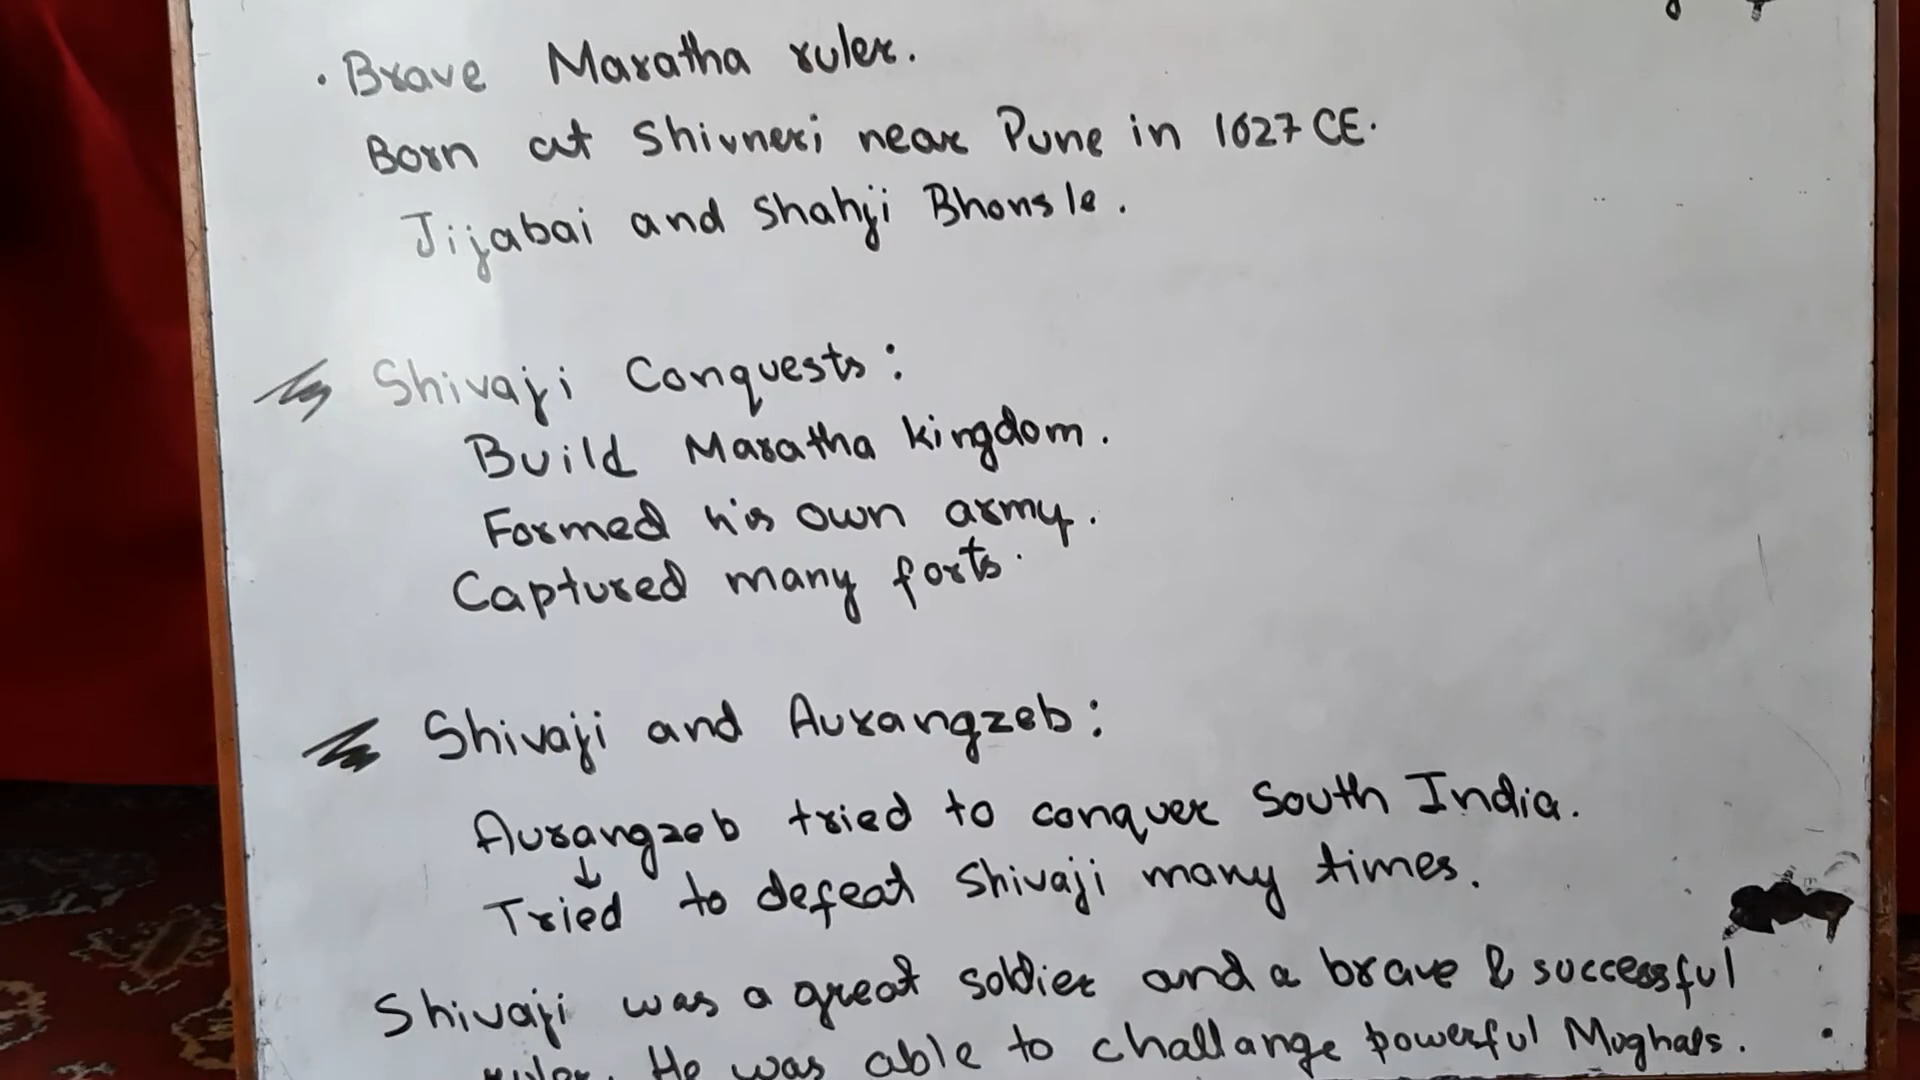 · Brave Maratha ruler.
Born at Shivneri near Pune in 1627 CE.
Jijabai and Shahji Bhonsle.
Shivaji Conquests:
Build Maratha kingdom.
Formed his own army.
Captured many forts.
Shivaji and Aurangzeb:
Aurangzeb tried to conquer South India.
↓
Tried to defeat Shivaji many times.
Shivaji was a great soldier and a brave & successful
ruler. He was able to challange powerful Mughals.